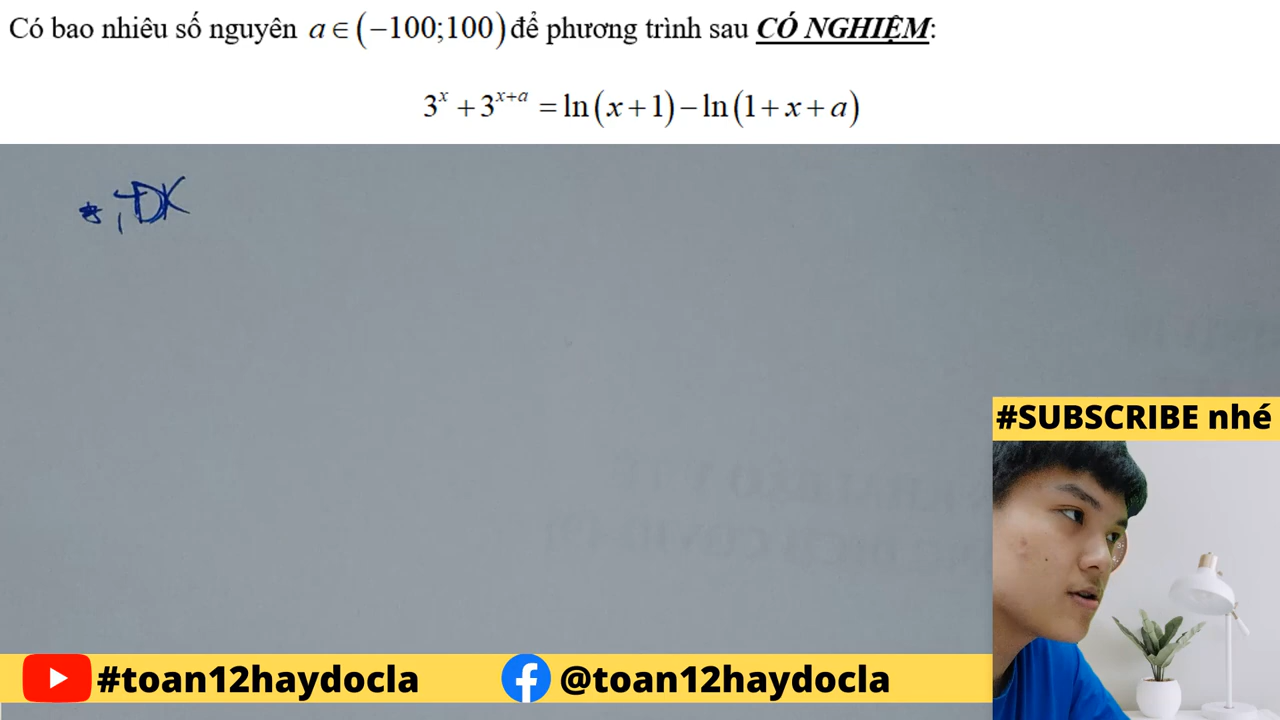 Có bao nhiêu số nguyên a ∈ (−100;100) để phương trình sau CÓ NGHIỆM:
3^x + 3^{x+a} = ln(x+1) − ln(1+x+a)
*, TĐK
#SUBSCRIBE nhé
#toan12haydocla @toan12haydocla